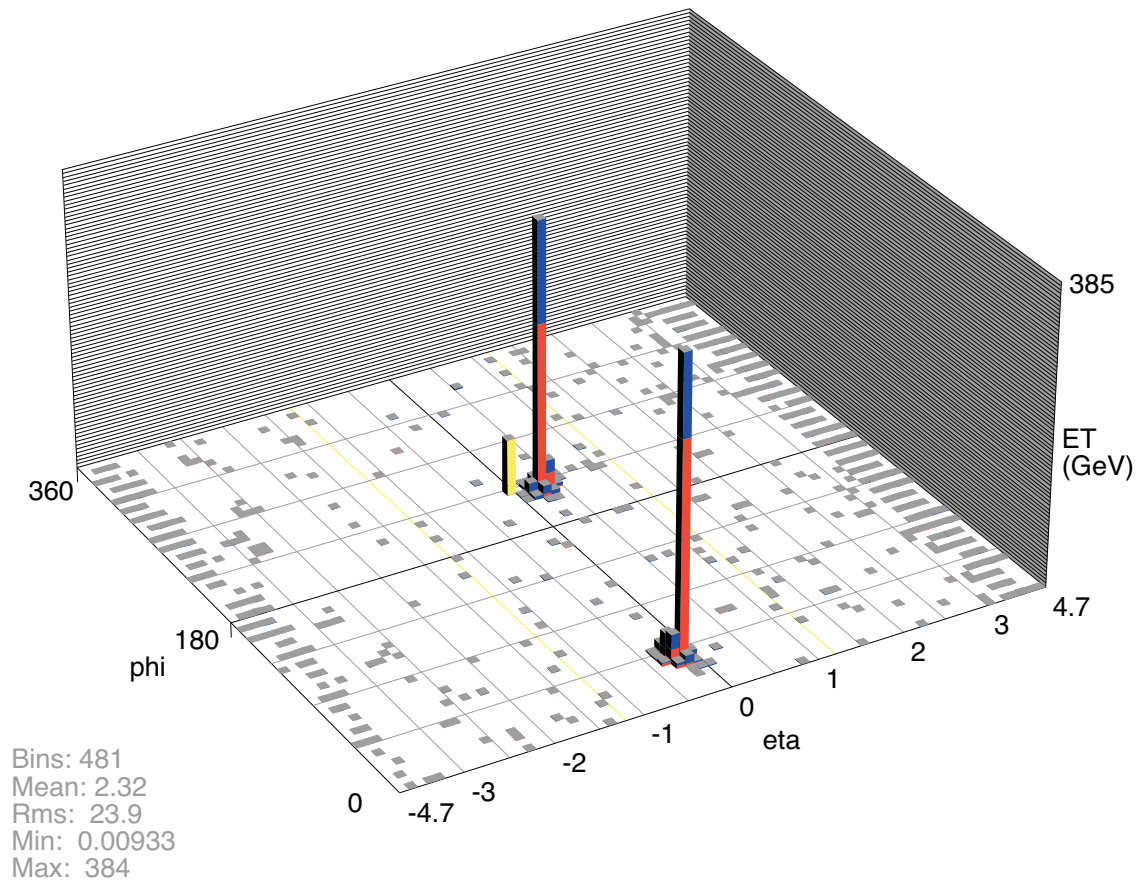 385
ET
(GeV)
360
4.7
3
180
2
phi
1
0
eta
-1
-2
-3
0
-4.7
Bins: 481
Mean: 2.32
Rms: 23.9
Min: 0.00933
Max: 384